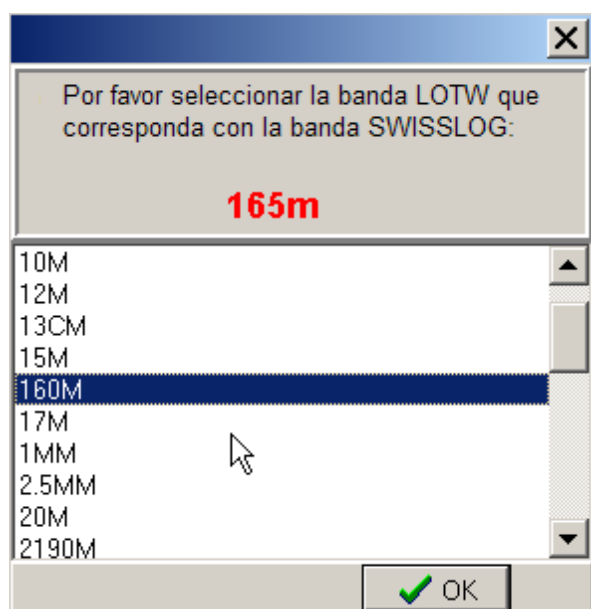 Por favor seleccionar la banda LOTW que
corresponda con la banda SWISSLOG:
165m
10M
12M
13CM
15M
160M
17M
1MM
2.5MM
20M
2190M
OK